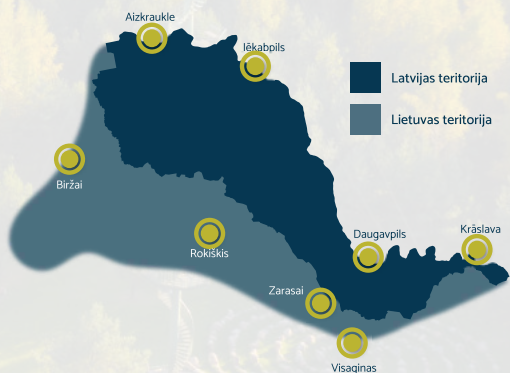 Aizkraukle
Jēkabpils
Latvijas teritorija
Lietuvas teritorija
Biržai
Rokiškis
Daugavpils
Krāslava
Zarasai
Visaginas